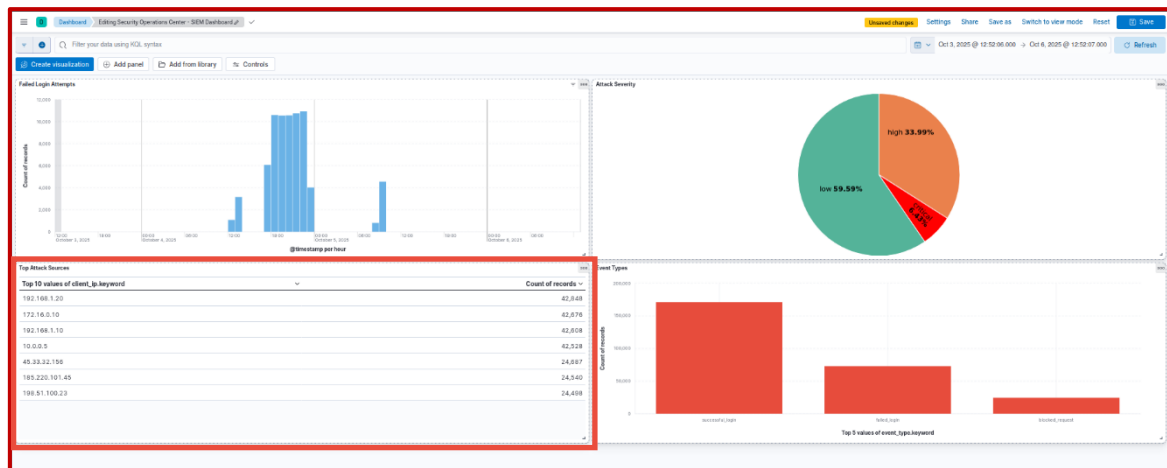 D Dashboard Editing Security Operations Center - SIEM Dashboard
Unsaved changes Settings Share Save as Switch to view mode Reset Save
Filter your data using KQL syntax
Oct 3, 2025 @ 12:52:06.000 → Oct 6, 2025 @ 12:52:07.000 Refresh
Create visualization Add panel Add from library Controls
Failed Login Attempts
Count of records
10,000
8,000
6,000
4,000
2,000
0
October 3, 2025
October 4, 2025
October 5, 2025
October 6, 2025
@timestamp per hour
Attack Severity
high 33.99%
critical
6.43%
low 59.59%
Top Attack Sources
Top 10 values of client_ip.keyword Count of records
192.168.1.20
172.16.0.10 42,676
192.168.1.10 42,608
10.0.0.5 42,528
45.33.32.156 24,687
185.220.101.45 24,540
198.51.100.23 24,498
Event Types
Count of records
200,000
150,000
100,000
50,000
0
successful_login
failed_login
blocked_request
Top 5 values of event_type.keyword